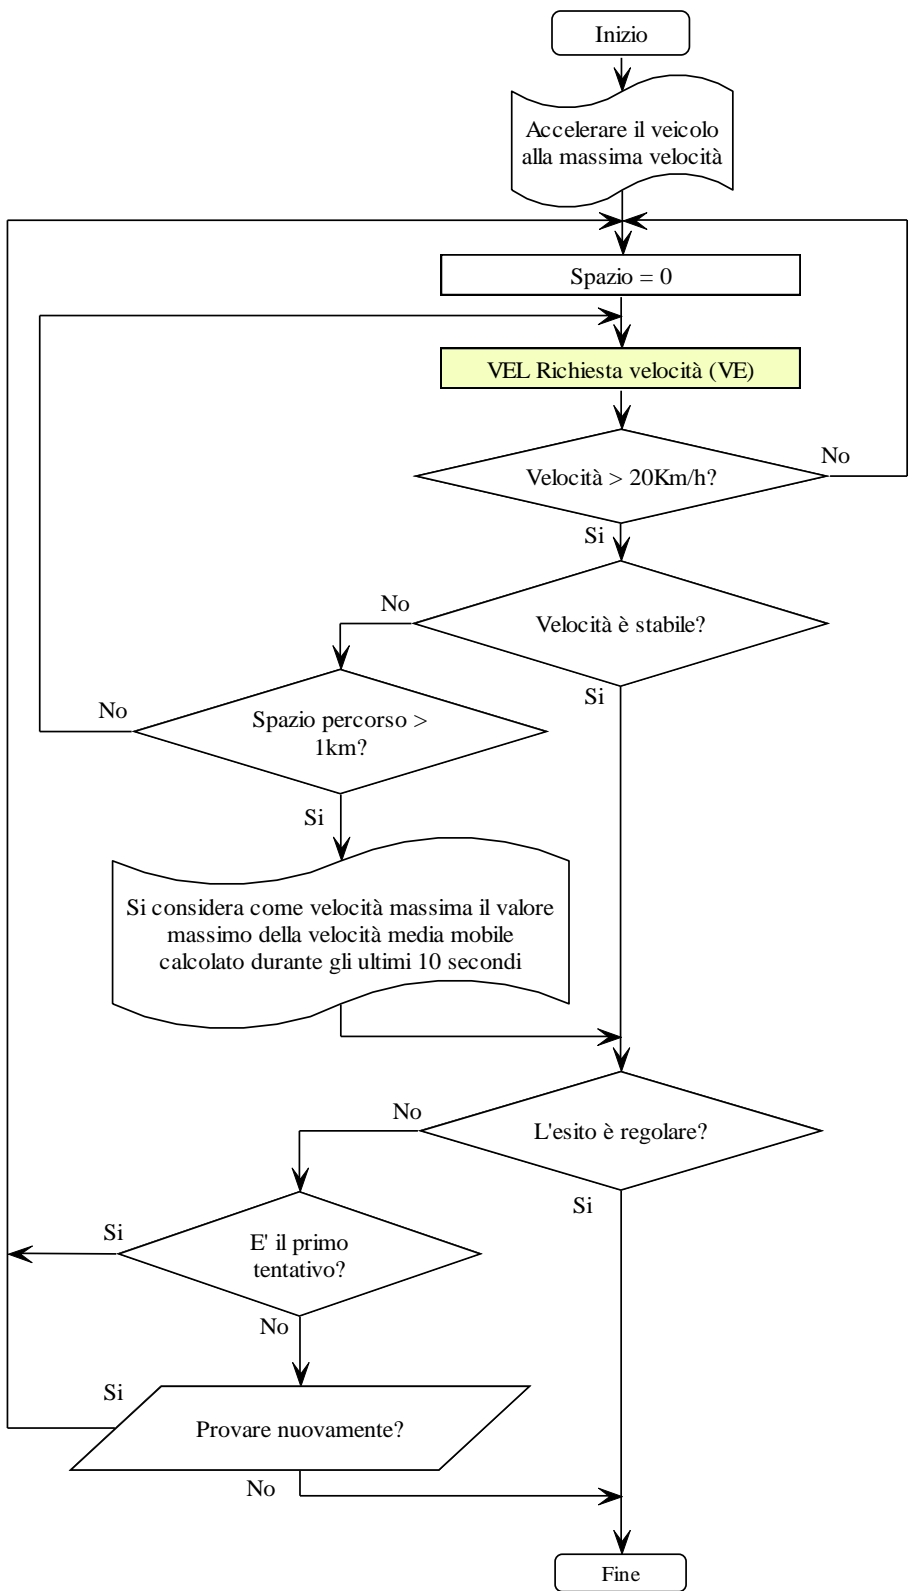 Inizio
Accelerare il veicolo
alla massima velocità
Spazio = 0
VEL Richiesta velocità (VE)
Velocità > 20Km/h?
No
Si
Velocità è stabile?
No
Si
Spazio percorso >
1km?
No
Si
Si considera come velocità massima il valore
massimo della velocità media mobile
calcolato durante gli ultimi 10 secondi
L'esito è regolare?
No
Si
E' il primo
tentativo?
Si
No
Provare nuovamente?
Si
No
Fine